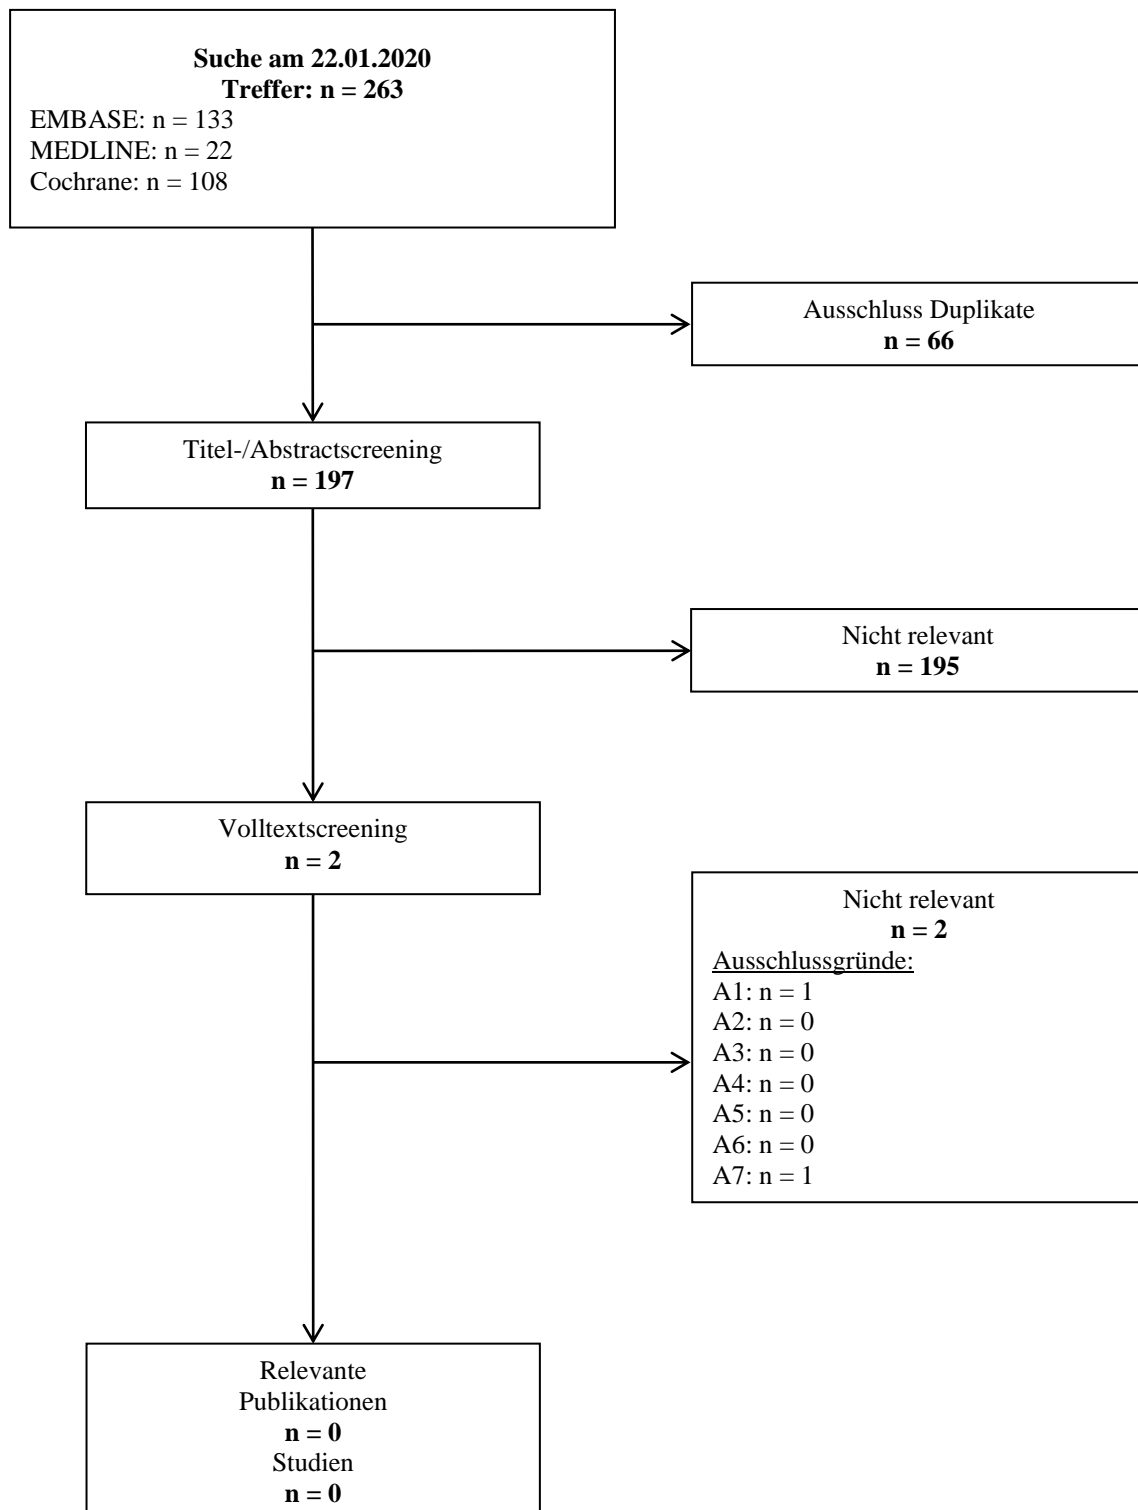 Suche am 22.01.2020
Treffer: n = 263
EMBASE: n = 133
MEDLINE: n = 22
Cochrane: n = 108
Ausschluss Duplikate
n = 66
Titel-/Abstractscreening
n = 197
Nicht relevant
n = 195
Volltextscreening
n = 2
Nicht relevant
n = 2
Ausschlussgründe:
A1: n = 1
A2: n = 0
A3: n = 0
A4: n = 0
A5: n = 0
A6: n = 0
A7: n = 1
Relevante
Publikationen
n = 0
Studien
n = 0